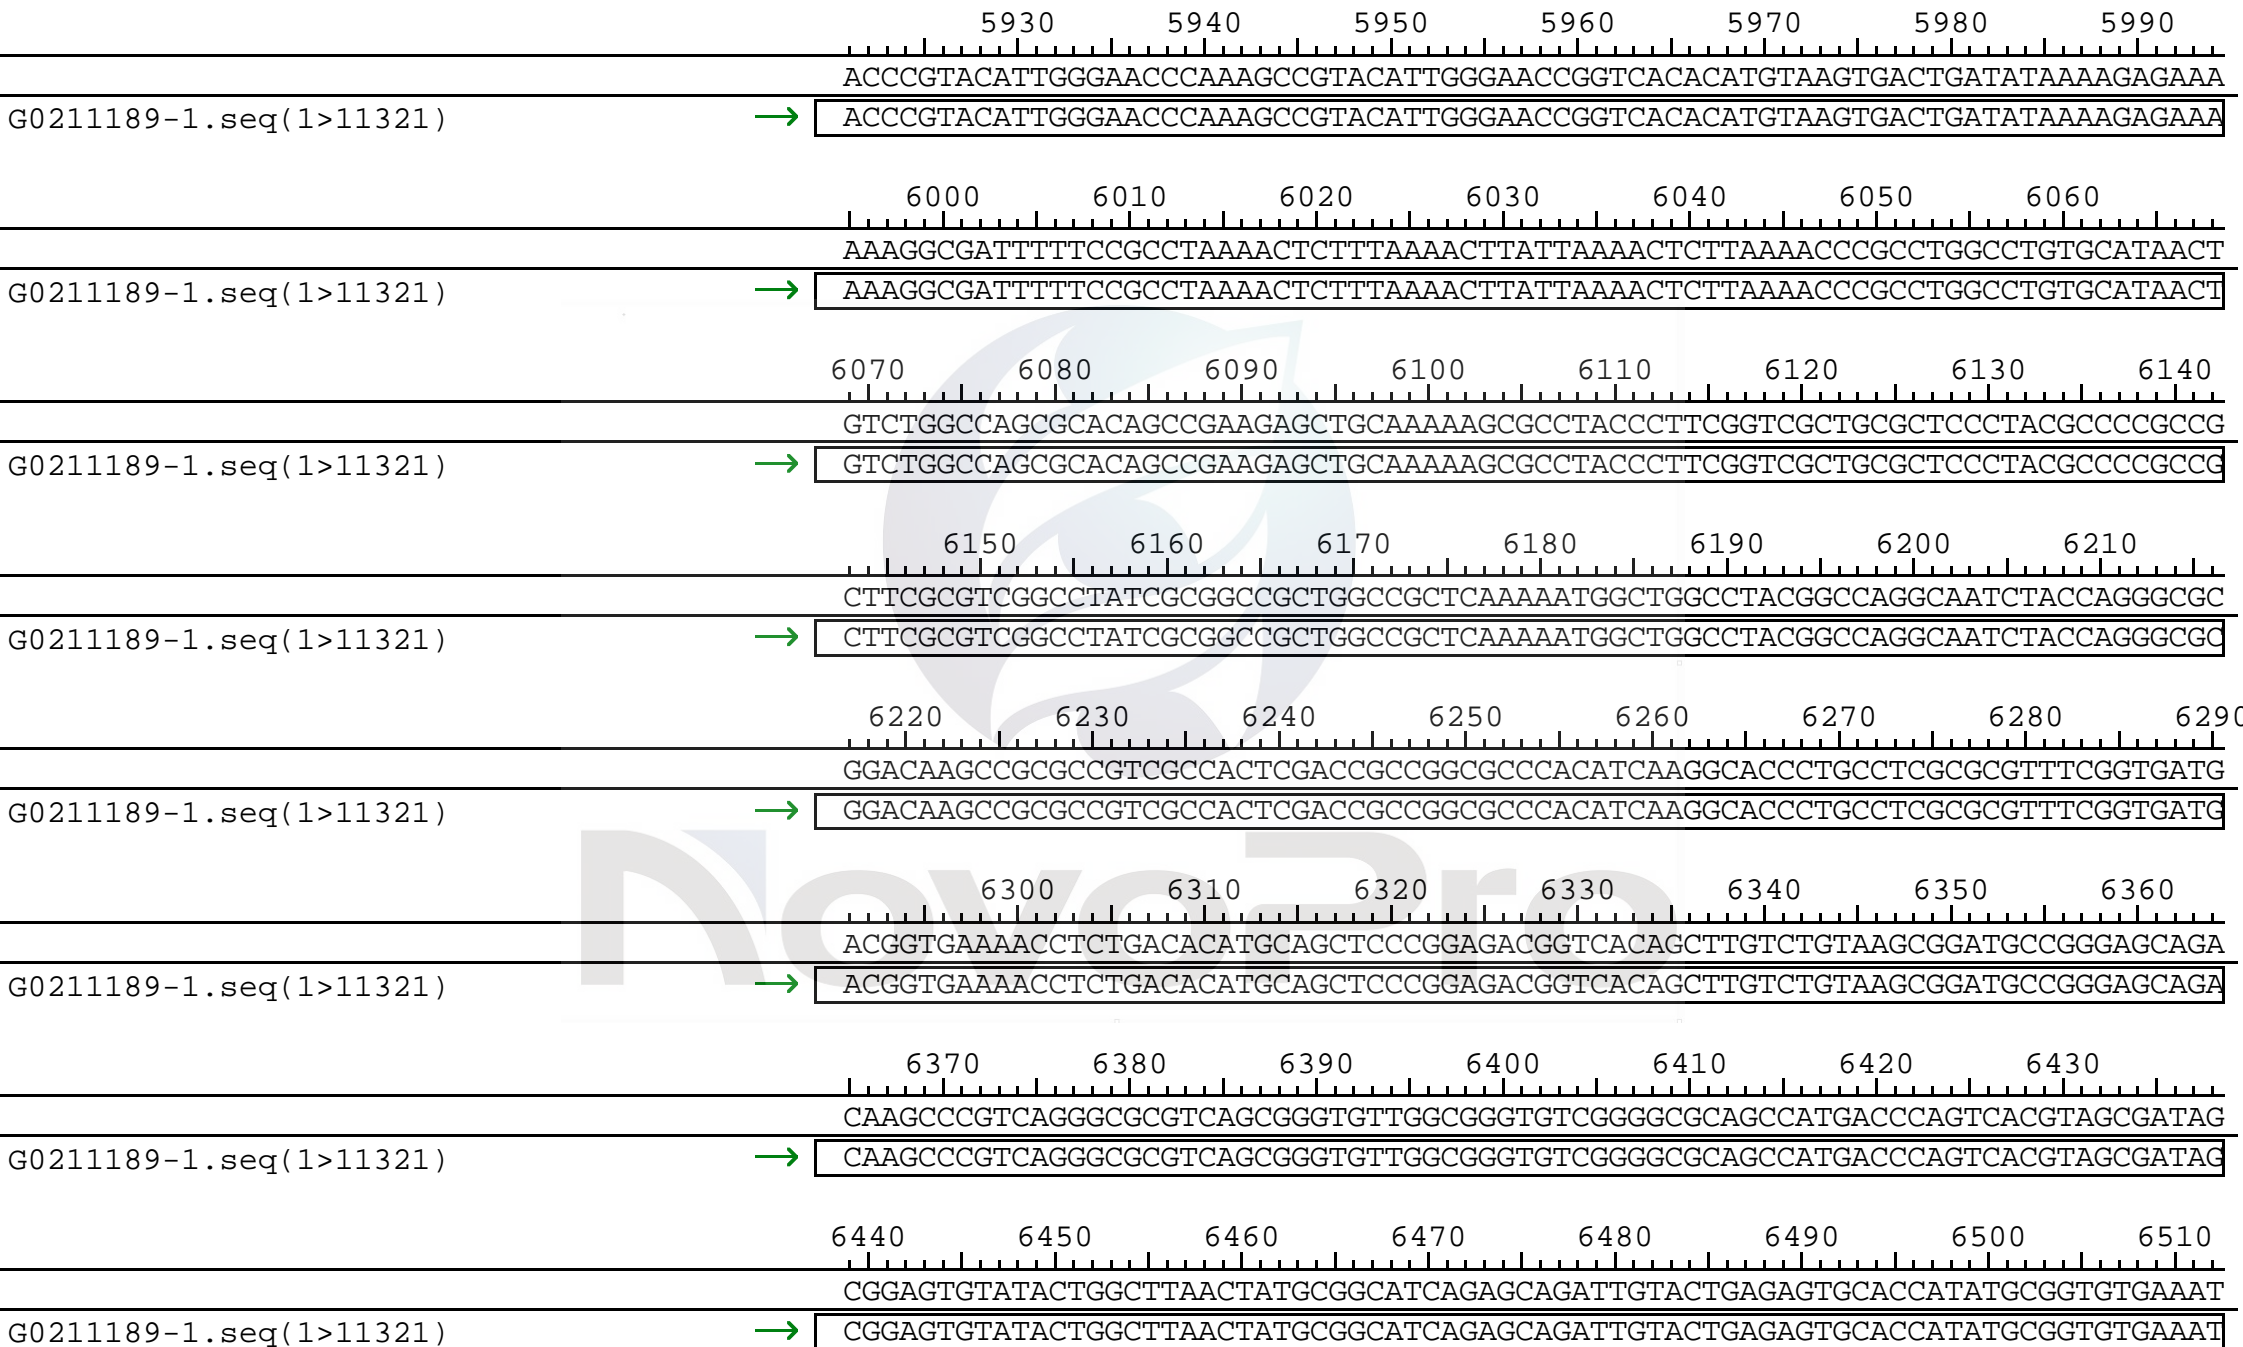 5930 5940 5950 5960 5970 5980 5990
ACCCGTACATTGGGAACCCAAAGCCGTACATTGGGAACCGGTCACACATGTAAGTGACTGATATAAAAGAGAAA
G0211189-1.seq(1>11321) → ACCCGTACATTGGGAACCCAAAGCCGTACATTGGGAACCGGTCACACATGTAAGTGACTGATATAAAAGAGAAA
6000 6010 6020 6030 6040 6050 6060
AAAGGCGATTTTTCCGCCTAAAACTCTTTAAAACTTATTAAAACTCTTAAAACCCGCCTGGCCTGTGCATAACT
G0211189-1.seq(1>11321) → AAAGGCGATTTTTCCGCCTAAAACTCTTTAAAACTTATTAAAACTCTTAAAACCCGCCTGGCCTGTGCATAACT
6070 6080 6090 6100 6110 6120 6130 6140
GTCTGGCCAGCGCACAGCCGAAGAGCTGCAAAAAGCGCCTACCCTTCGGTCGCTGCGCTCCCTACGCCCCGCCG
G0211189-1.seq(1>11321) → GTCTGGCCAGCGCACAGCCGAAGAGCTGCAAAAAGCGCCTACCCTTCGGTCGCTGCGCTCCCTACGCCCCGCCG
6150 6160 6170 6180 6190 6200 6210
CTTCGCGTCGGCCTATCGCGGCCGCTGGCCGCTCAAAAATGGCTGGCCTACGGCCAGGCAATCTACCAGGGCGC
G0211189-1.seq(1>11321) → CTTCGCGTCGGCCTATCGCGGCCGCTGGCCGCTCAAAAATGGCTGGCCTACGGCCAGGCAATCTACCAGGGCGC
6220 6230 6240 6250 6260 6270 6280 6290
GGACAAGCCGCGCCGTCGCCACTCGACCGCCGGCGCCCACATCAAGGCACCCTGCCTCGCGCGTTTCGGTGATG
G0211189-1.seq(1>11321) → GGACAAGCCGCGCCGTCGCCACTCGACCGCCGGCGCCCACATCAAGGCACCCTGCCTCGCGCGTTTCGGTGATG
NovoPro
6300 6310 6320 6330 6340 6350 6360
ACGGTGAAAACCTCTGACACATGCAGCTCCCGGAGACGGTCACAGCTTGTCTGTAAGCGGATGCCGGGAGCAGA
G0211189-1.seq(1>11321) → ACGGTGAAAACCTCTGACACATGCAGCTCCCGGAGACGGTCACAGCTTGTCTGTAAGCGGATGCCGGGAGCAGA
6370 6380 6390 6400 6410 6420 6430
CAAGCCCGTCAGGGCGCGTCAGCGGGTGTTGGCGGGTGTCGGGGCGCAGCCATGACCCAGTCACGTAGCGATAG
G0211189-1.seq(1>11321) → CAAGCCCGTCAGGGCGCGTCAGCGGGTGTTGGCGGGTGTCGGGGCGCAGCCATGACCCAGTCACGTAGCGATAG
6440 6450 6460 6470 6480 6490 6500 6510
CGGAGTGTATACTGGCTTAACTATGCGGCATCAGAGCAGATTGTACTGAGAGTGCACCATATGCGGTGTGAAAT
G0211189-1.seq(1>11321) → CGGAGTGTATACTGGCTTAACTATGCGGCATCAGAGCAGATTGTACTGAGAGTGCACCATATGCGGTGTGAAAT